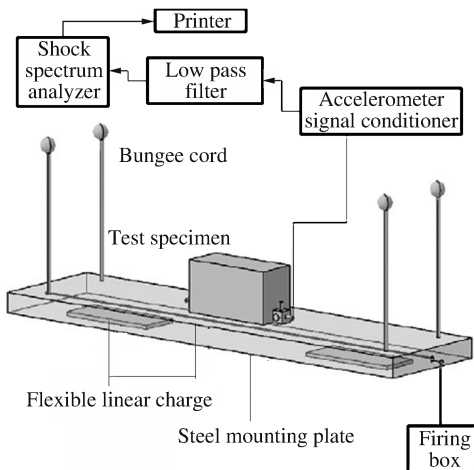 Printer
Shock
spectrum
analyzer
Low pass
filter
Accelerometer
signal conditioner
Bungee cord
Test specimen
Flexible linear charge
Steel mounting plate
Firing
box